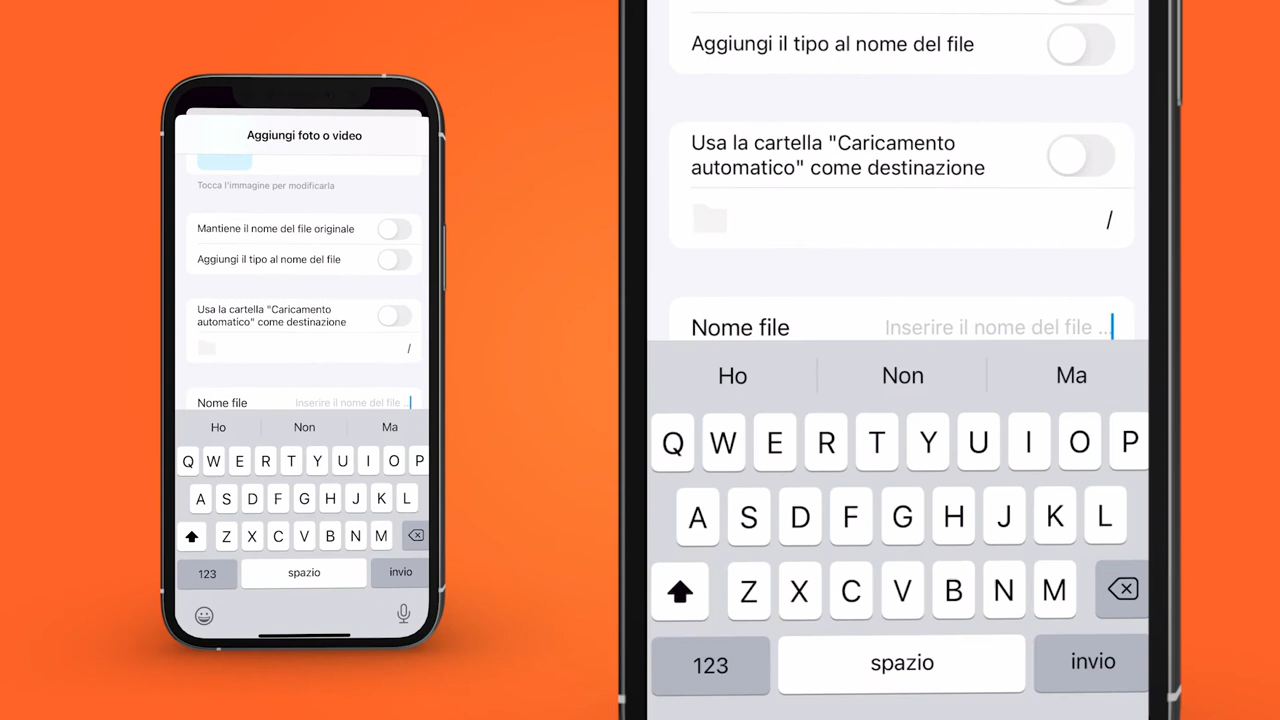 Aggiungi foto o video
Tocca l'immagine per modificarla
Mantiene il nome del file originale
Aggiungi il tipo al nome del file
Usa la cartella "Caricamento
automatico" come destinazione
/
Nome file Inserire il nome del file ...
Ho Non Ma
Q W E R T Y U I O P
A S D F G H J K L
Z X C V B N M
123 spazio invio
Aggiungi il tipo al nome del file
Usa la cartella "Caricamento
automatico" come destinazione
/
Nome file Inserire il nome del file ...
Ho Non Ma
Q W E R T Y U I O P
A S D F G H J K L
Z X C V B N M
123 spazio invio